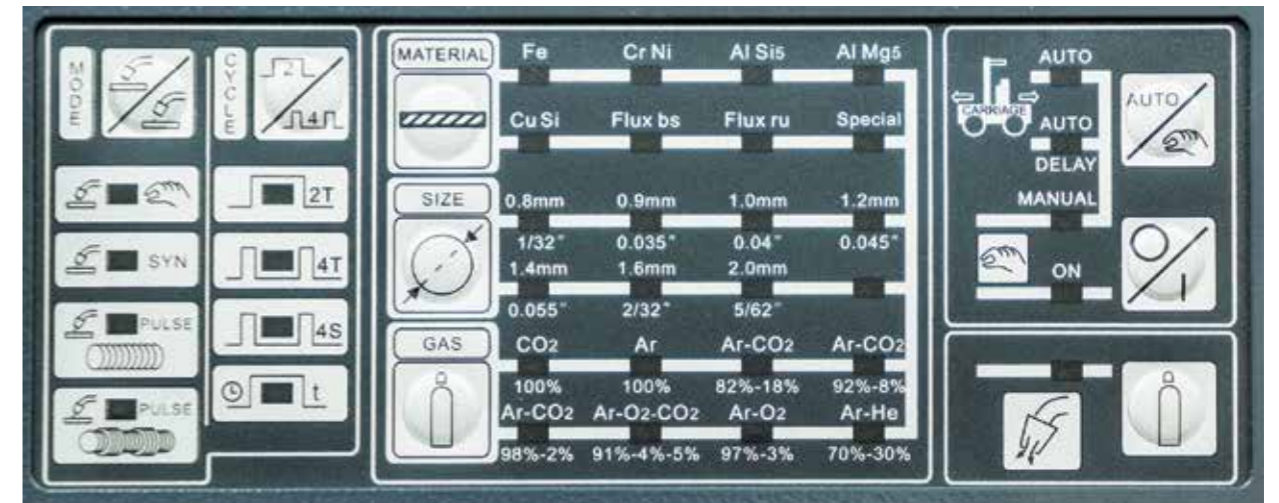 MODE
CYCLE
2
4
2T
SYN
4T
PULSE
4S
PULSE
t
MATERIAL
Fe
Cr Ni
Al Si5
Al Mg5
Cu Si
Flux bs
Flux ru
Special
SIZE
0.8mm
0.9mm
1.0mm
1.2mm
1/32"
0.035"
0.04"
0.045"
1.4mm
1.6mm
2.0mm
0.055"
2/32"
5/62"
GAS
CO2
Ar
Ar-CO2
Ar-CO2
100%
100%
82%-18%
92%-8%
Ar-CO2
Ar-O2-CO2
Ar-O2
Ar-He
98%-2%
91%-4%-5%
97%-3%
70%-30%
AUTO
CARRIAGE
AUTO
DELAY
MANUAL
ON
AUTO
I